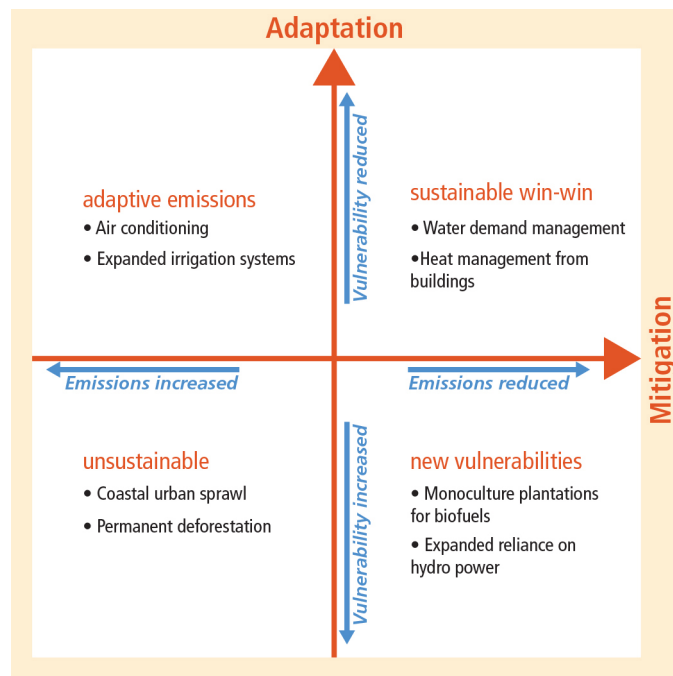 Adaptation
Vulnerability reduced
adaptive emissions
• Air conditioning
• Expanded irrigation systems
sustainable win-win
• Water demand management
•Heat management from
buildings
Mitigation
Emissions increased
Emissions reduced
Vulnerability increased
unsustainable
• Coastal urban sprawl
• Permanent deforestation
new vulnerabilities
• Monoculture plantations
for biofuels
• Expanded reliance on
hydro power